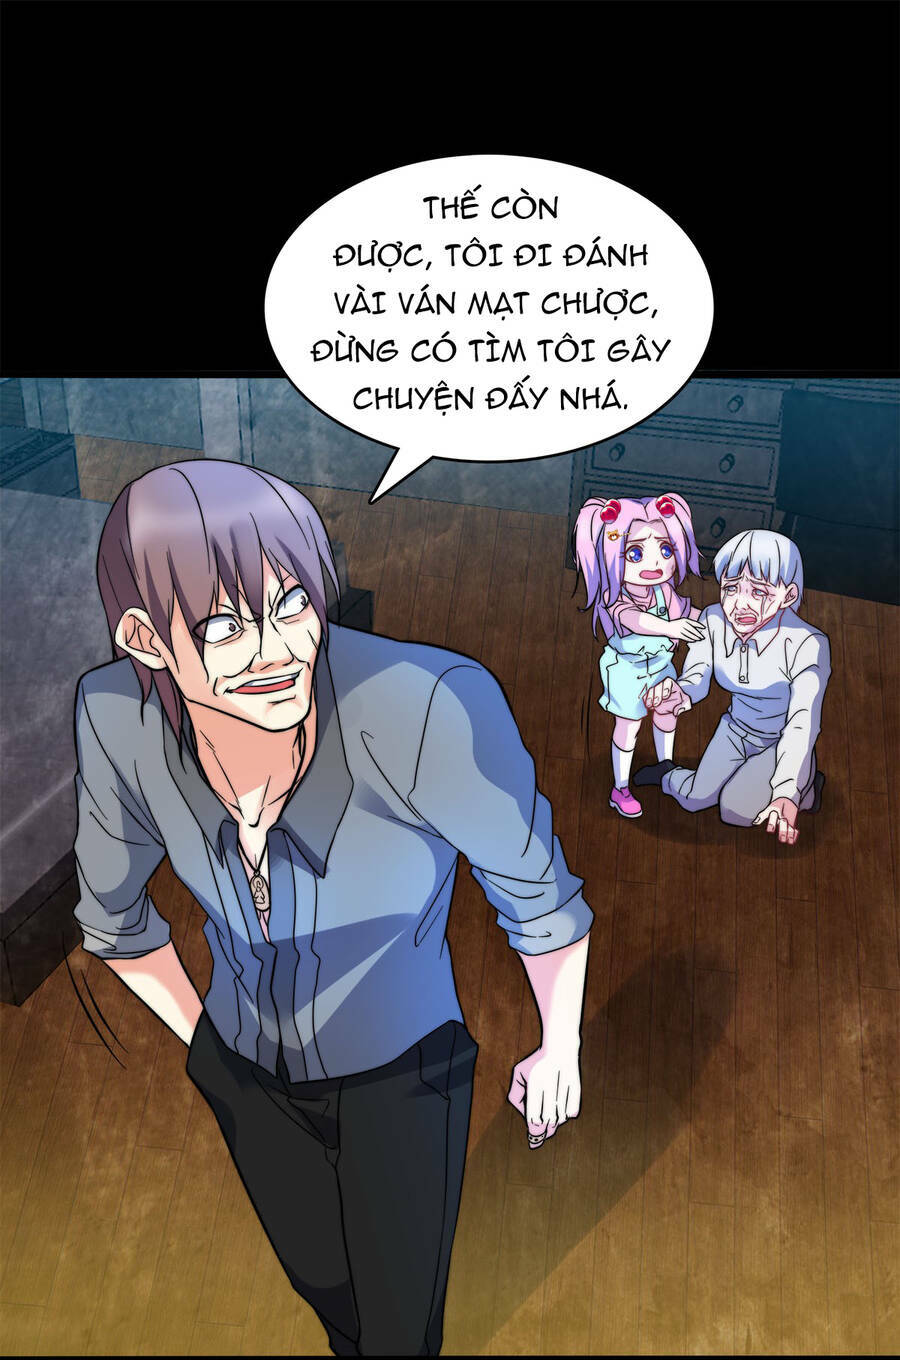 THẾ CÒN
ĐƯỢC, TÔI ĐI ĐÁNH
VÀI VÁN MẠT CHƯỢC,
ĐỪNG CÓ TÌM TÔI GÂY
CHUYỆN ĐẤY NHÁ.